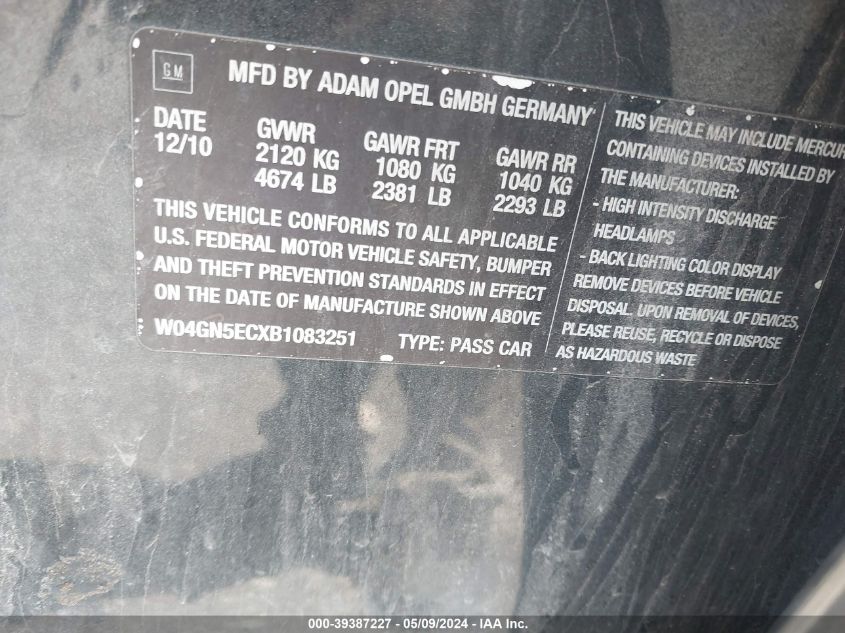 GM
MFD BY ADAM OPEL GMBH GERMANY
DATE
12/10
GVWR
2120 KG
4674 LB
GAWR FRT
1080 KG
2381 LB
GAWR RR
1040 KG
2293 LB
THIS VEHICLE CONFORMS TO ALL APPLICABLE
U.S. FEDERAL MOTOR VEHICLE SAFETY, BUMPER
AND THEFT PREVENTION STANDARDS IN EFFECT
ON THE DATE OF MANUFACTURE SHOWN ABOVE
W04GN5ECXB1083251 TYPE: PASS CAR
THIS VEHICLE MAY INCLUDE MERCUR
CONTAINING DEVICES INSTALLED BY
THE MANUFACTURER:
- HIGH INTENSITY DISCHARGE
HEADLAMPS
- BACK LIGHTING COLOR DISPLAY
REMOVE DEVICES BEFORE VEHICLE
DISPOSAL. UPON REMOVAL OF DEVICES,
PLEASE REUSE, RECYCLE OR DISPOSE
AS HAZARDOUS WASTE
000-39387227 - 05/09/2024 - IAA Inc.